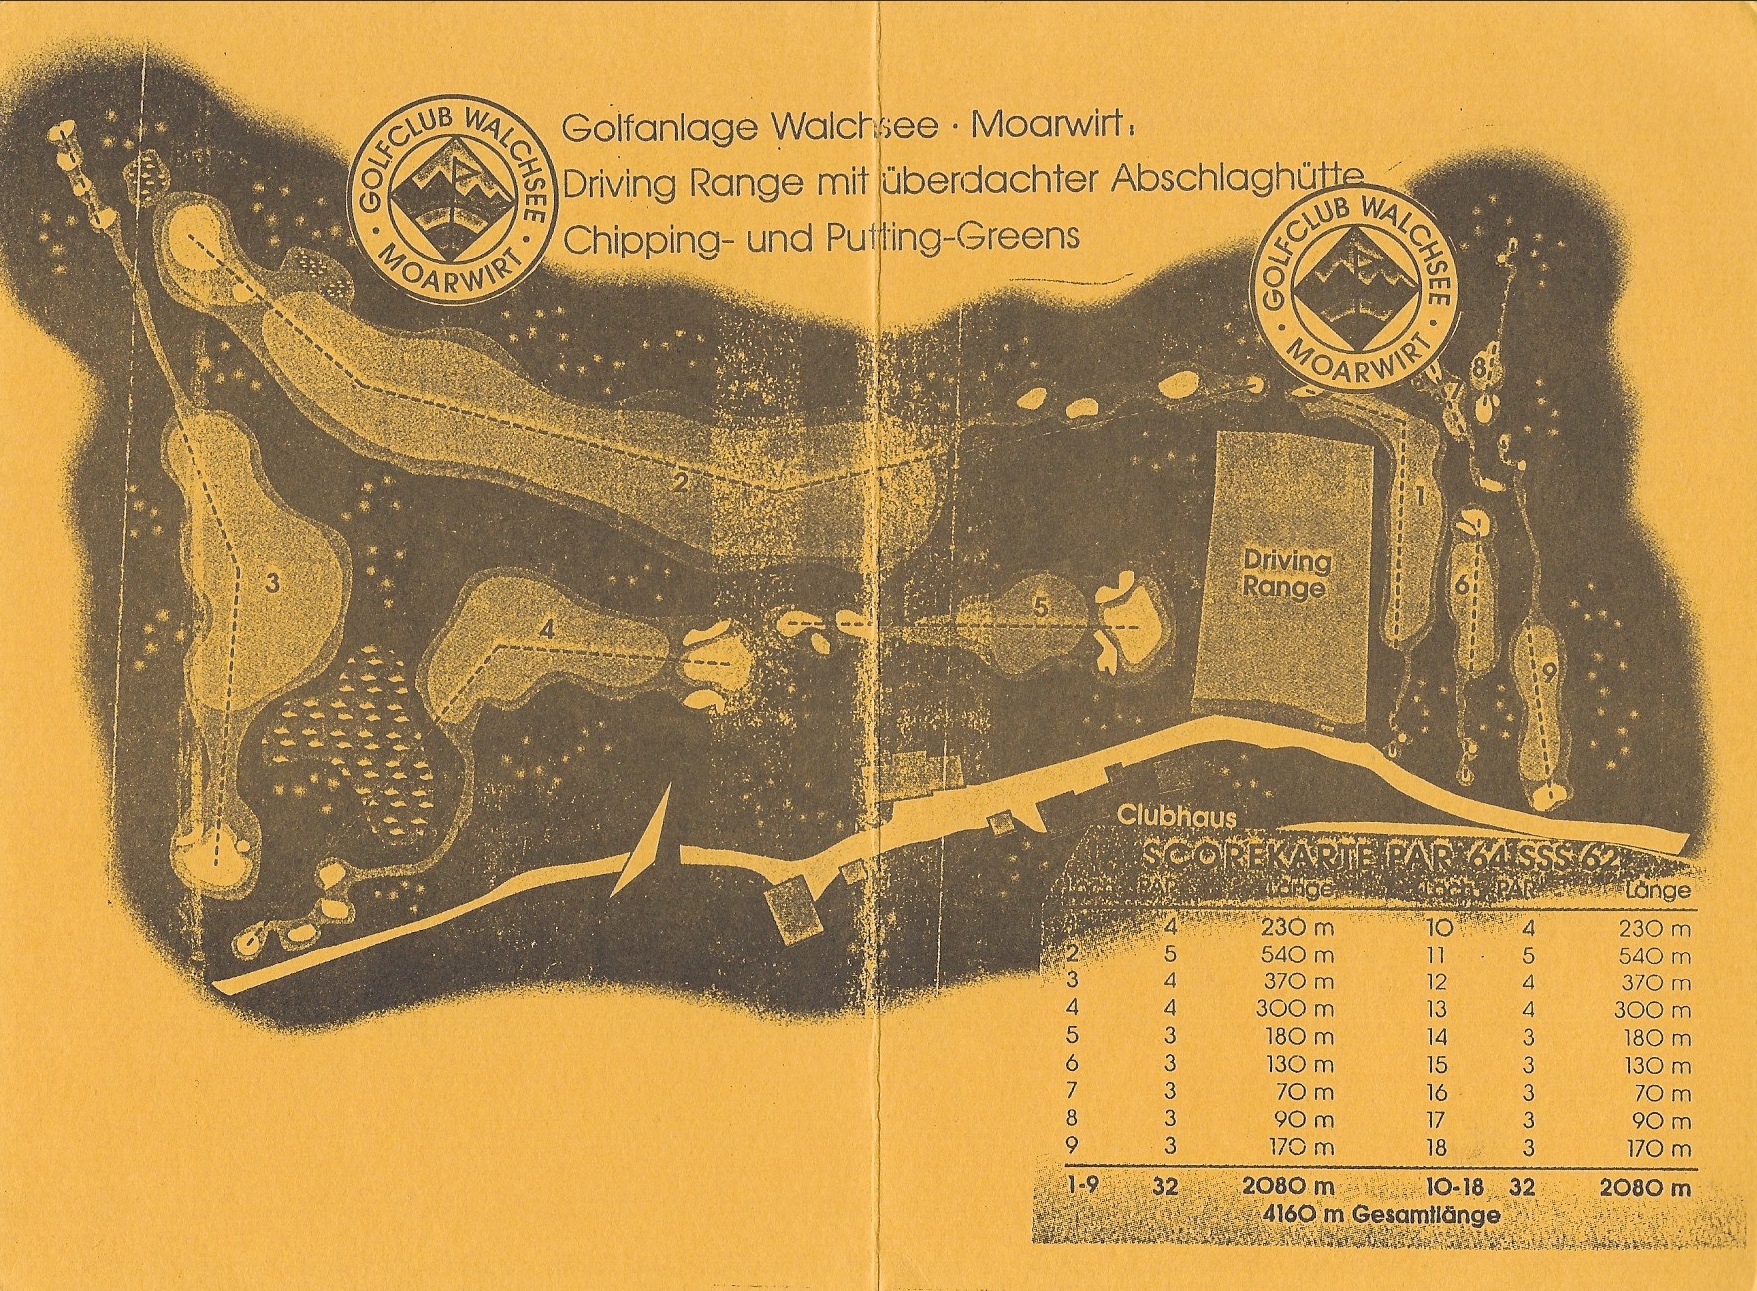 GOLFCLUB WALCHSEE
· MOARWIRT ·
Golfanlage Walchsee · Moarwirt:
Driving Range mit überdachter Abschlaghütte
Chipping- und Putting-Greens
GOLFCLUB WALCHSEE
· MOARWIRT ·
8
7
2
1
Driving
Range
6
3
5
4
9
Clubhaus
SCOREKARTE PAR 64 SSS 62
Loch PAR Länge Loch PAR Länge
4 230 m 10 4 230 m
2 5 540 m 11 5 540 m
3 4 370 m 12 4 370 m
4 4 300 m 13 4 300 m
5 3 180 m 14 3 180 m
6 3 130 m 15 3 130 m
7 3 70 m 16 3 70 m
8 3 90 m 17 3 90 m
9 3 170 m 18 3 170 m
1-9 32 2080 m 10-18 32 2080 m
4160 m Gesamtlänge